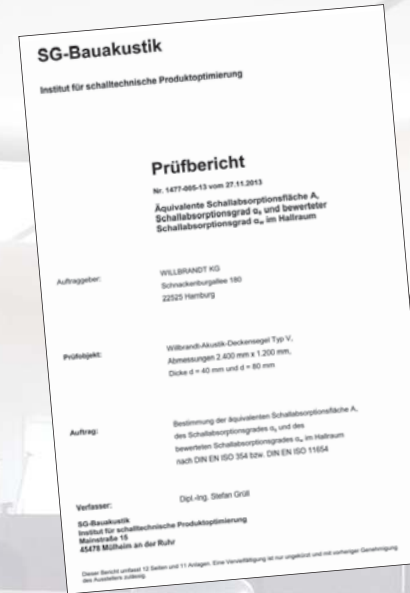 SG-Bauakustik
Institut für schalltechnische Produktoptimierung
Prüfbericht
Nr. 1477-005-13 vom 27.11.2013
Äquivalente Schallabsorptionsfläche A,
Schallabsorptionsgrad αs und bewerteter
Schallabsorptionsgrad αw im Hallraum
Auftraggeber: WILLBRANDT KG
Schnackenburgallee 180
22525 Hamburg
Prüfobjekt: Willbrandt-Akustik-Deckensegel Typ V,
Abmessungen 2.400 mm x 1.200 mm,
Dicke d = 40 mm und d = 80 mm
Auftrag: Bestimmung der äquivalenten Schallabsorptionsfläche A,
des Schallabsorptionsgrades αs und des
bewerteten Schallabsorptionsgrades αw im Hallraum
nach DIN EN ISO 354 bzw. DIN EN ISO 11654
Verfasser: Dipl.-Ing. Stefan Grüll
SG-Bauakustik
Institut für schalltechnische Produktoptimierung
Mainstraße 15
45478 Mülheim an der Ruhr
Dieser Bericht umfasst 12 Seiten und 11 Anlagen. Eine Vervielfältigung ist nur ungekürzt und mit vorheriger Genehmigung
des Ausstellers zulässig.